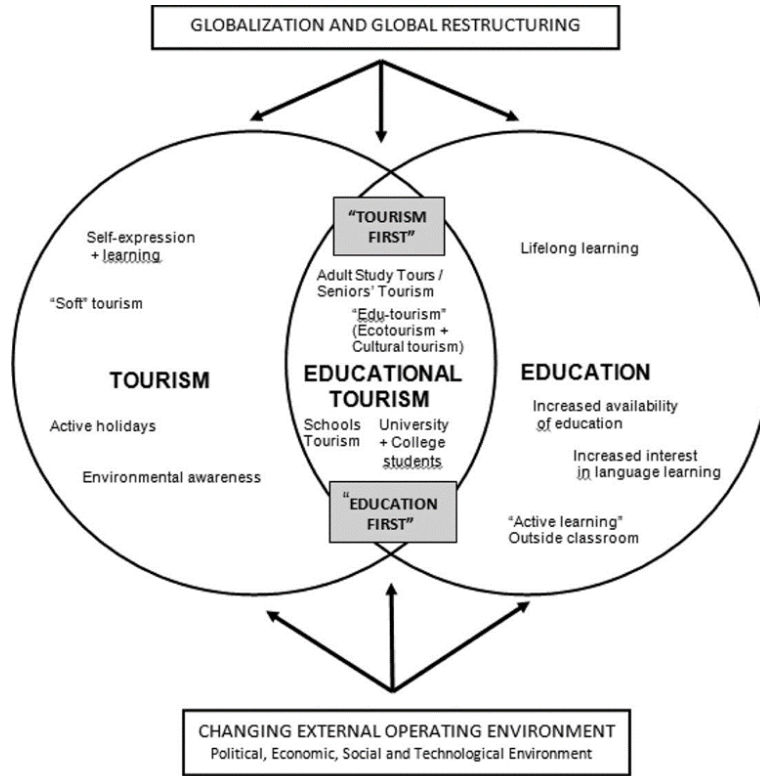 GLOBALIZATION AND GLOBAL RESTRUCTURING
"TOURISM
FIRST"
Self-expression
+ learning
"Soft" tourism
TOURISM
Active holidays
Environmental awareness
Adult Study Tours /
Seniors' Tourism
"Edu-tourism"
(Ecotourism +
Cultural tourism)
EDUCATIONAL
TOURISM
Schools
Tourism
University
+ College
students
"EDUCATION
FIRST"
Lifelong learning
EDUCATION
Increased availability
of education
Increased interest
in language learning
"Active learning"
Outside classroom
CHANGING EXTERNAL OPERATING ENVIRONMENT
Political, Economic, Social and Technological Environment